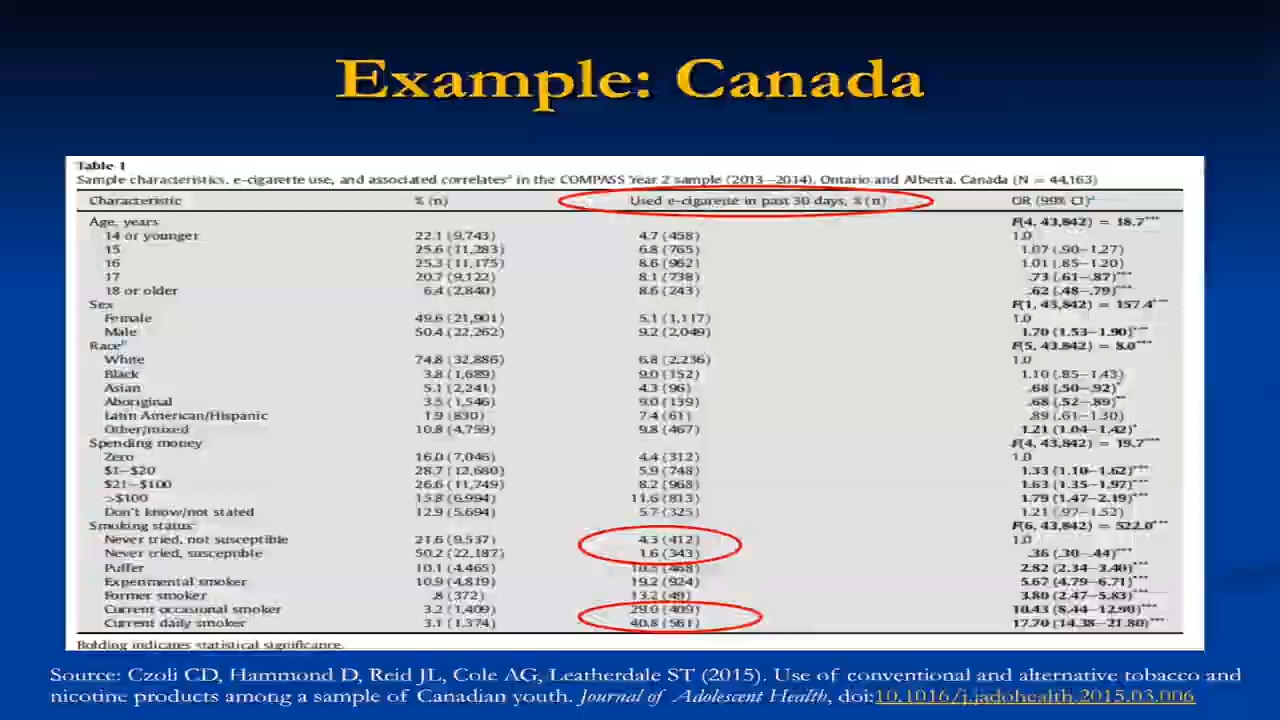 Example: Canada
Table 1
Sample characteristics, e-cigarette use, and associated correlatesª in the COMPASS Year 2 sample (2013–2014), Ontario and Alberta, Canada (N = 44,163)
Characteristic % (n) Used e-cigarette in past 30 days, % (n) OR (99% CI)ª
Age, years F(4, 43,842) = 18.7***
14 or younger 22.1 (9,743) 4.7 (458) 1.0
15 25.6 (11,283) 6.8 (765) 1.07 (.90–1.27)
16 25.3 (11,175) 8.6 (962) 1.01 (.85–1.20)
17 20.7 (9,122) 8.1 (738) .73 (.61–.87)***
18 or older 6.4 (2,840) 8.6 (243) .62 (.48–.79)***
Sex F(1, 43,842) = 157.4***
Female 49.6 (21,901) 5.1 (1,117) 1.0
Male 50.4 (22,262) 9.2 (2,049) 1.70 (1.53–1.90)***
Race F(5, 43,842) = 8.0***
White 74.8 (32,886) 6.8 (2,236) 1.0
Black 3.8 (1,689) 9.0 (152) 1.10 (.85–1.43)
Asian 5.1 (2,241) 4.3 (96) .68 (.50–.92)*
Aboriginal 3.5 (1,546) 9.0 (139) .68 (.52–.89)**
Latin American/Hispanic 1.9 (830) 7.4 (61) .89 (.61–1.30)
Other/mixed 10.8 (4,759) 9.8 (467) 1.21 (1.04–1.42)*
Spending money F(4, 43,842) = 19.7***
Zero 16.0 (7,046) 4.4 (312) 1.0
$1–$20 28.7 (12,680) 5.9 (748) 1.33 (1.10–1.62)***
$21–$100 26.6 (11,749) 8.2 (968) 1.63 (1.35–1.97)***
>$100 15.8 (6,994) 11.6 (813) 1.79 (1.47–2.19)***
Don't know/not stated 12.9 (5,694) 5.7 (325) 1.21 (.97–1.52)
Smoking status F(6, 43,842) = 522.0***
Never tried, not susceptible 21.6 (9,537) 4.3 (412) 1.0
Never tried, susceptible 50.2 (22,187) 1.6 (343) .36 (.30–.44)***
Puffer 10.1 (4,465) 10.5 (468) 2.82 (2.34–3.40)***
Experimental smoker 10.9 (4,819) 19.2 (924) 5.67 (4.79–6.71)***
Former smoker .8 (372) 13.2 (49) 3.80 (2.47–5.83)***
Current occasional smoker 3.2 (1,409) 29.0 (409) 10.43 (8.44–12.90)***
Current daily smoker 3.1 (1,374) 40.8 (561) 17.70 (14.38–21.80)***
Bolding indicates statistical significance.
Source: Czoli CD, Hammond D, Reid JL, Cole AG, Leatherdale ST (2015). Use of conventional and alternative tobacco and
nicotine products among a sample of Canadian youth. Journal of Adolescent Health, doi:10.1016/j.jadohealth.2015.03.006